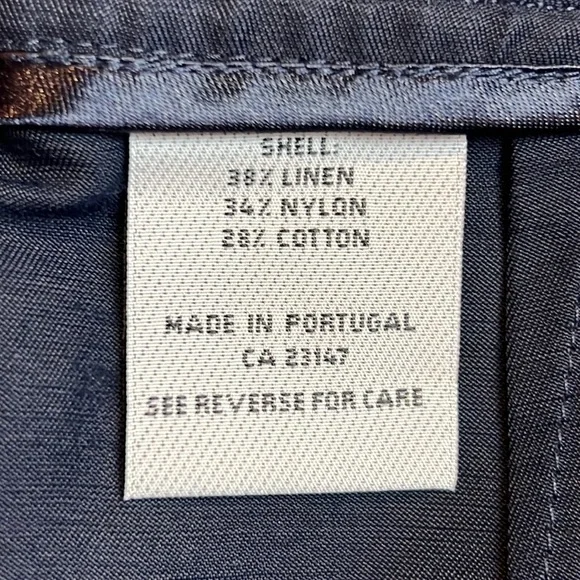 SHELL:
38% LINEN
34% NYLON
28% COTTON
MADE IN PORTUGAL
CA 23147
SEE REVERSE FOR CARE